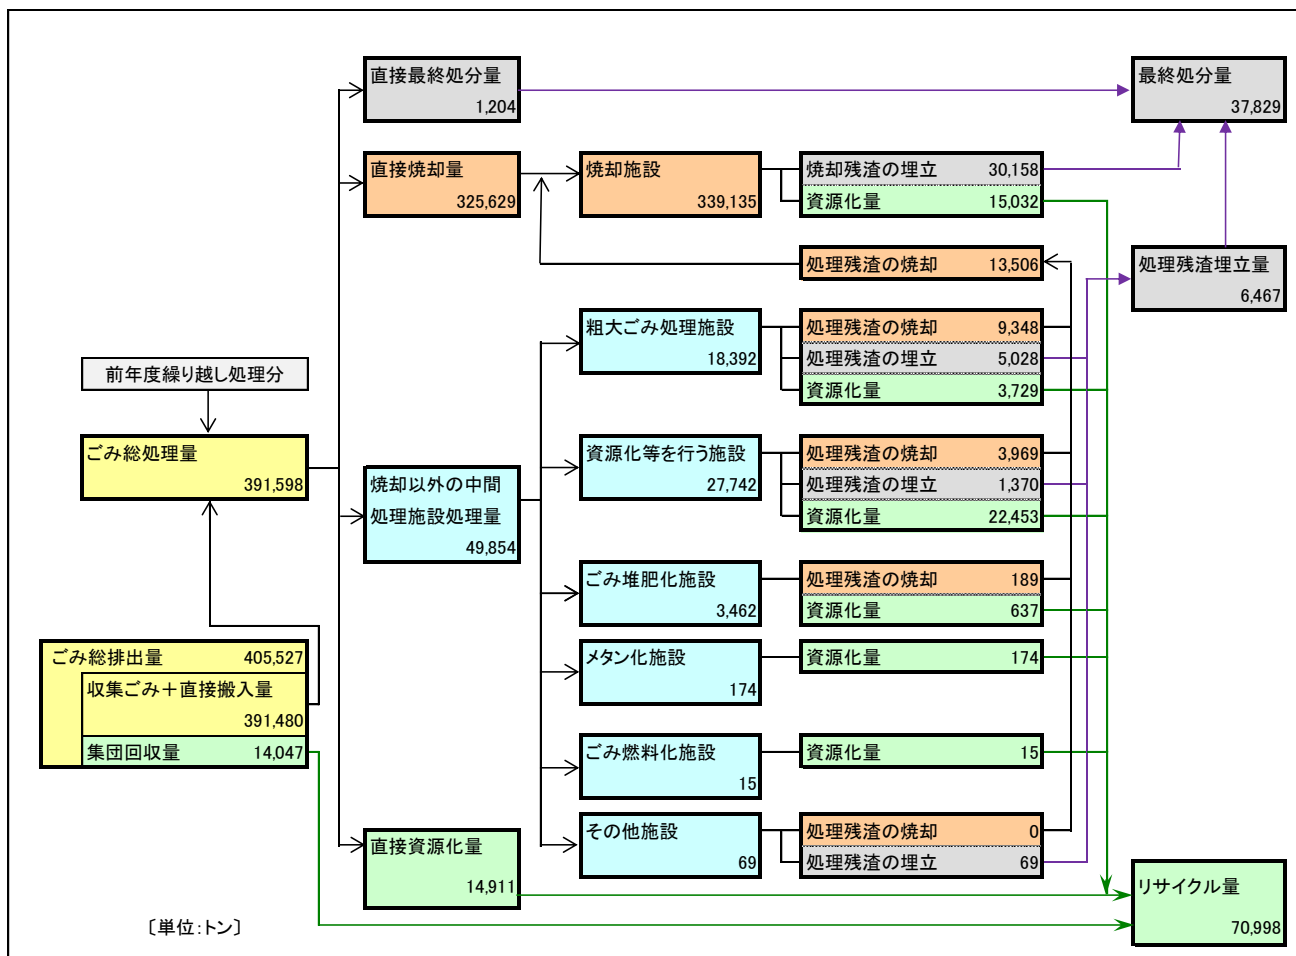 直接最終処分量
1,204
最終処分量
37,829
直接焼却量
325,629
焼却施設
339,135
焼却残渣の埋立 30,158
資源化量 15,032
処理残渣の焼却 13,506
処理残渣埋立量
6,467
粗大ごみ処理施設
18,392
処理残渣の焼却 9,348
処理残渣の埋立 5,028
資源化量 3,729
前年度繰り越し処理分
ごみ総処理量
391,598
焼却以外の中間
処理施設処理量
49,854
資源化等を行う施設
27,742
処理残渣の焼却 3,969
処理残渣の埋立 1,370
資源化量 22,453
ごみ堆肥化施設
3,462
処理残渣の焼却 189
資源化量 637
ごみ総排出量 405,527
収集ごみ＋直接搬入量
391,480
集団回収量 14,047
メタン化施設
174
資源化量 174
ごみ燃料化施設
15
資源化量 15
その他施設
69
処理残渣の焼却 0
処理残渣の埋立 69
直接資源化量
14,911
リサイクル量
70,998
〔単位:トン〕